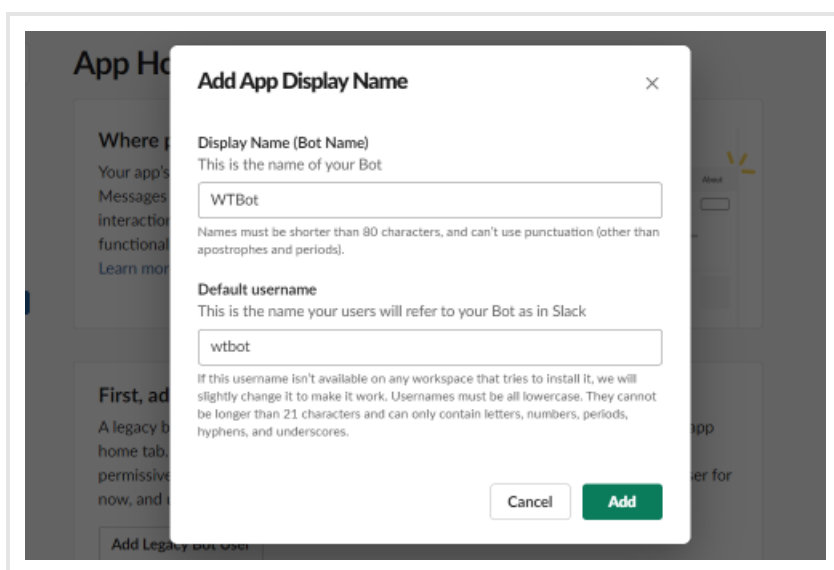 App Ho
Add App Display Name
Where p
Your app's
Messages
interaction
functional
Learn mor
About
Display Name (Bot Name)
This is the name of your Bot
WTBot
Names must be shorter than 80 characters, and can't use punctuation (other than
apostrophes and periods).
Default username
This is the name your users will refer to your Bot as in Slack
wtbot
If this username isn't available on any workspace that tries to install it, we will
slightly change it to make it work. Usernames must be all lowercase. They cannot
be longer than 21 characters and can only contain letters, numbers, periods,
hyphens, and underscores.
First, ad
A legacy b
app
home tab.
permissive
er for
now, and u
Cancel
Add
Add Legacy Bot User